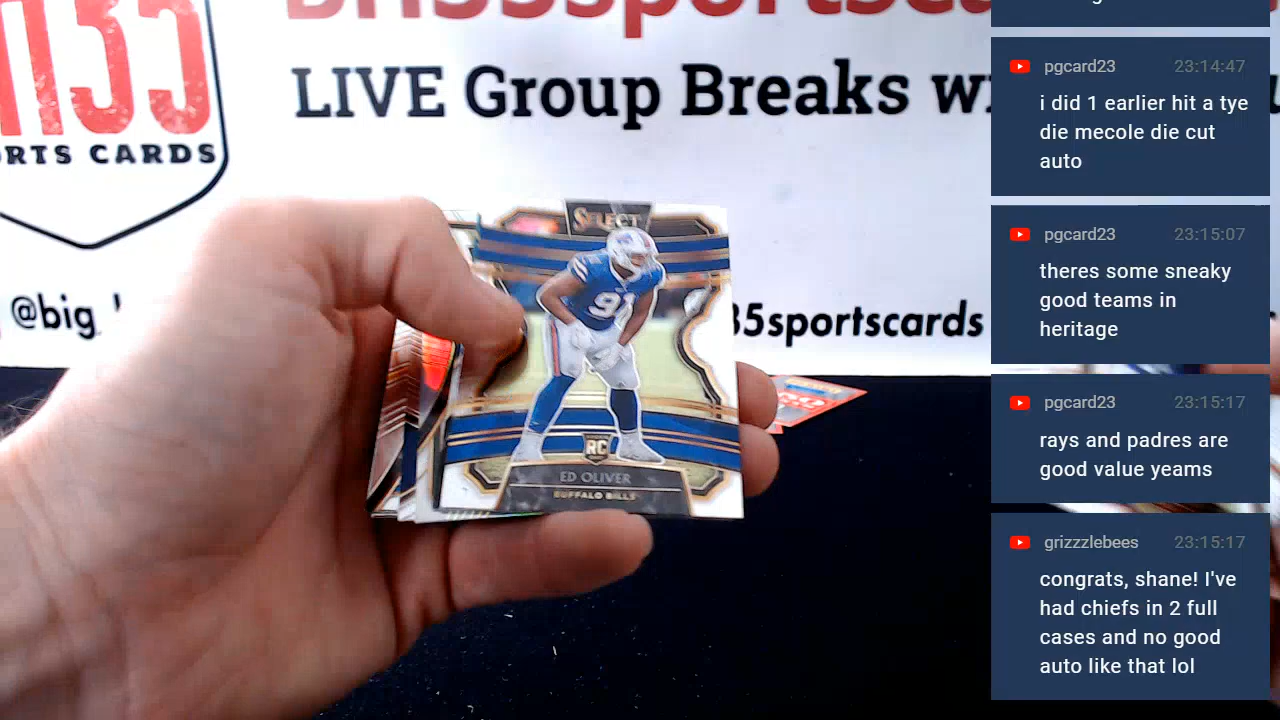 LIVE Group Breaks
RTS CARDS
@big
35sportscards
SELECT
91
RC
ED OLIVER
BUFFALO BILLS
pgcard23 23:14:47
i did 1 earlier hit a tye
die mecole die cut
auto
pgcard23 23:15:07
theres some sneaky
good teams in
heritage
pgcard23 23:15:17
rays and padres are
good value yeams
grizzzlebees 23:15:17
congrats, shane! I've
had chiefs in 2 full
cases and no good
auto like that lol